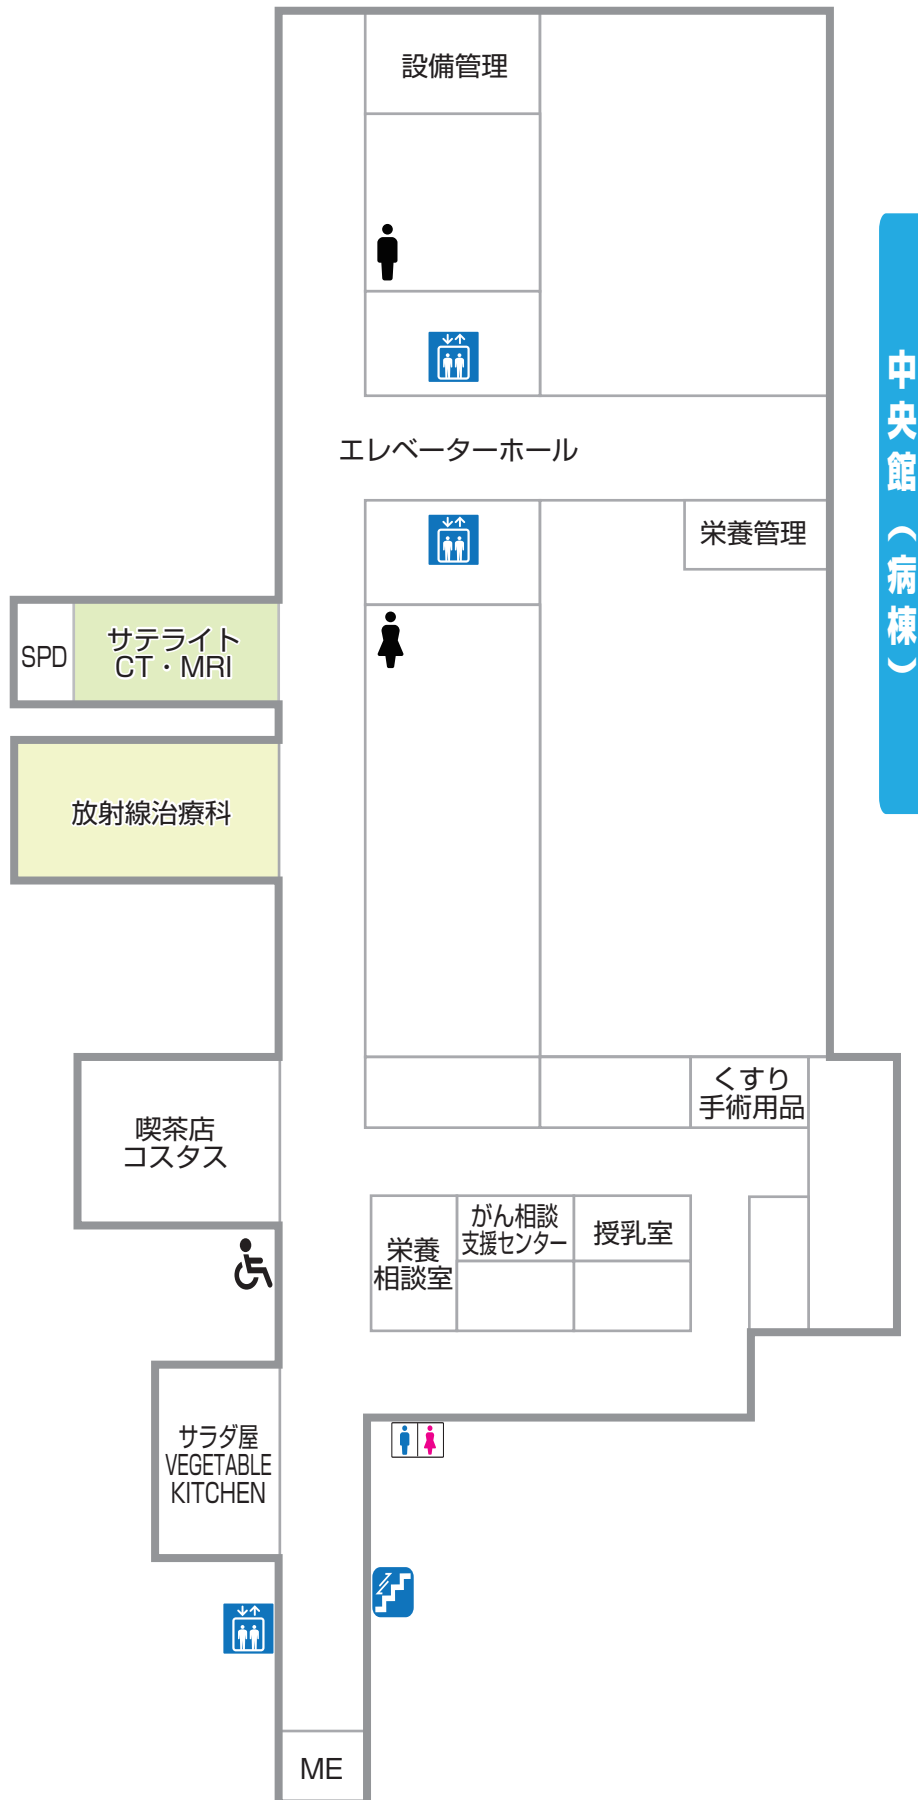 設備管理
中央館（病棟）
エレベーターホール
栄養管理
SPD
サテライト
CT・MRI
放射線治療科
くすり
手術用品
喫茶店
コスタス
がん相談
支援センター
授乳室
栄養
相談室
サラダ屋
VEGETABLE
KITCHEN
ME